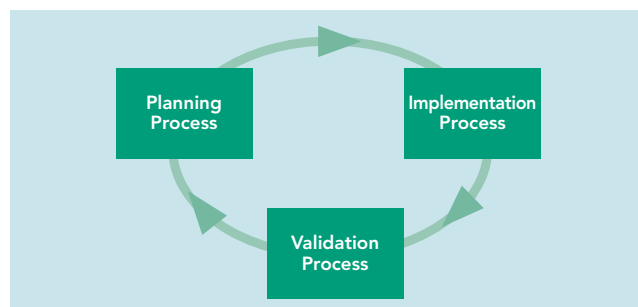 Planning
Process
Implementation
Process
Validation
Process